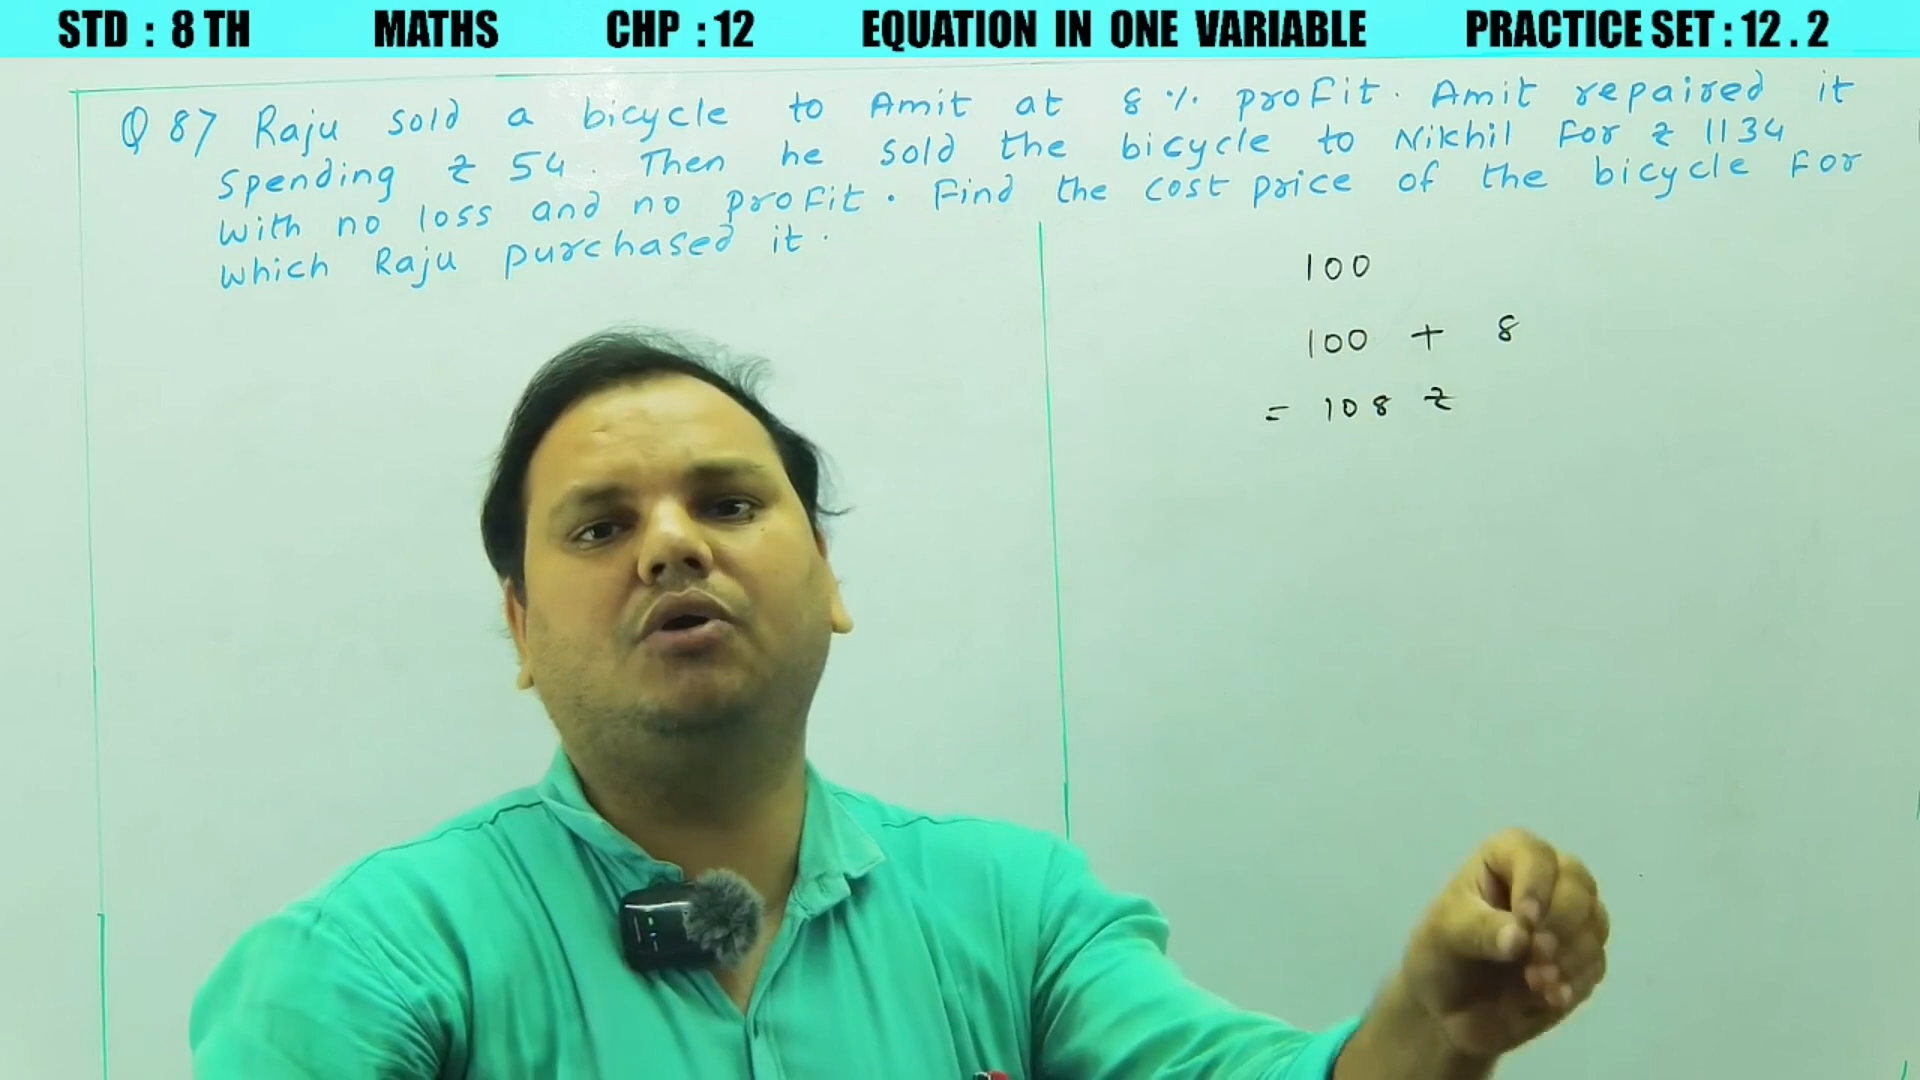 STD : 8 TH MATHS CHP : 12 EQUATION IN ONE VARIABLE PRACTICE SET : 12 . 2
Q 8) Raju sold a bicycle to Amit at 8 % profit. Amit repaired it
spending ₹ 54. Then he sold the bicycle to Nikhil for ₹ 1134
with no loss and no profit. Find the cost price of the bicycle for
which Raju purchased it.
100
100 + 8
= 108 ₹